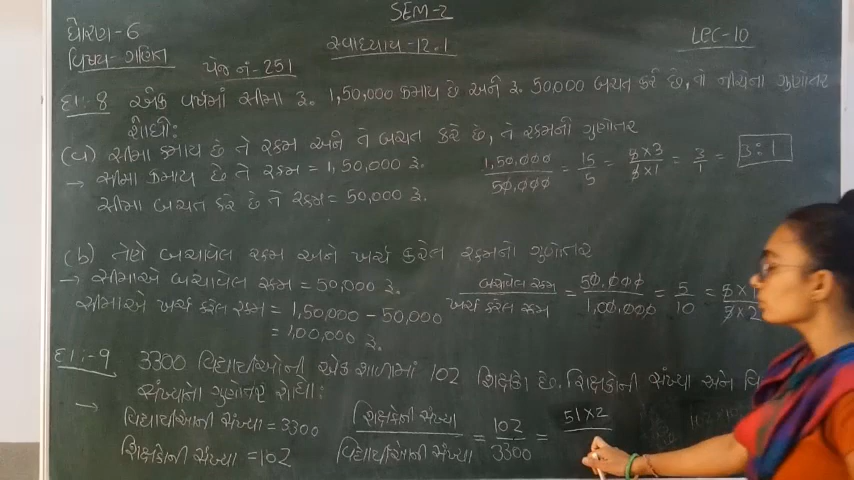 SEM-2
ધોરણ-6
સ્વાધ્યાય-12.1
LEC-10
વિષય-ગણિત
પેજ નં-251
દા:-8 એક વર્ષમાં સીમા રૂ. 1,50,000 કમાય છે અને રૂ. 50,000 બચત કરે છે, તો નીચેના ગુણોત્તર
શોધો:
(a) સીમા કમાય છે તે રકમ અને તે બચત કરે છે, તે રકમનો ગુણોત્તર
→ સીમા કમાય છે તે રકમ = 1,50,000 રૂ.
1,50,000/50,000 = 15/5 = 5×3/5×1 = 3/1 = 3:1
સીમા બચત કરે છે તે રકમ = 50,000 રૂ.
(b) તેણે બચાવેલ રકમ અને ખર્ચ કરેલ રકમનો ગુણોત્તર
→ સીમાએ બચાવેલ રકમ = 50,000 રૂ.
બચાવેલ રકમ/ખર્ચ કરેલ રકમ = 50,000/1,00,000 = 5/10 = 5×1/5×2
સીમાએ ખર્ચ કરેલ રકમ = 1,50,000 - 50,000
= 1,00,000 રૂ.
દા:-9 3300 વિદ્યાર્થીઓની એક શાળામાં 102 શિક્ષકો છે. શિક્ષકોની સંખ્યા અને વિ
સંખ્યાનો ગુણોત્તર શોધો:
→ વિદ્યાર્થીઓની સંખ્યા = 3300
શિક્ષકોની સંખ્યા/વિદ્યાર્થીઓની સંખ્યા = 102/3300 = 51×2
શિક્ષકોની સંખ્યા = 102